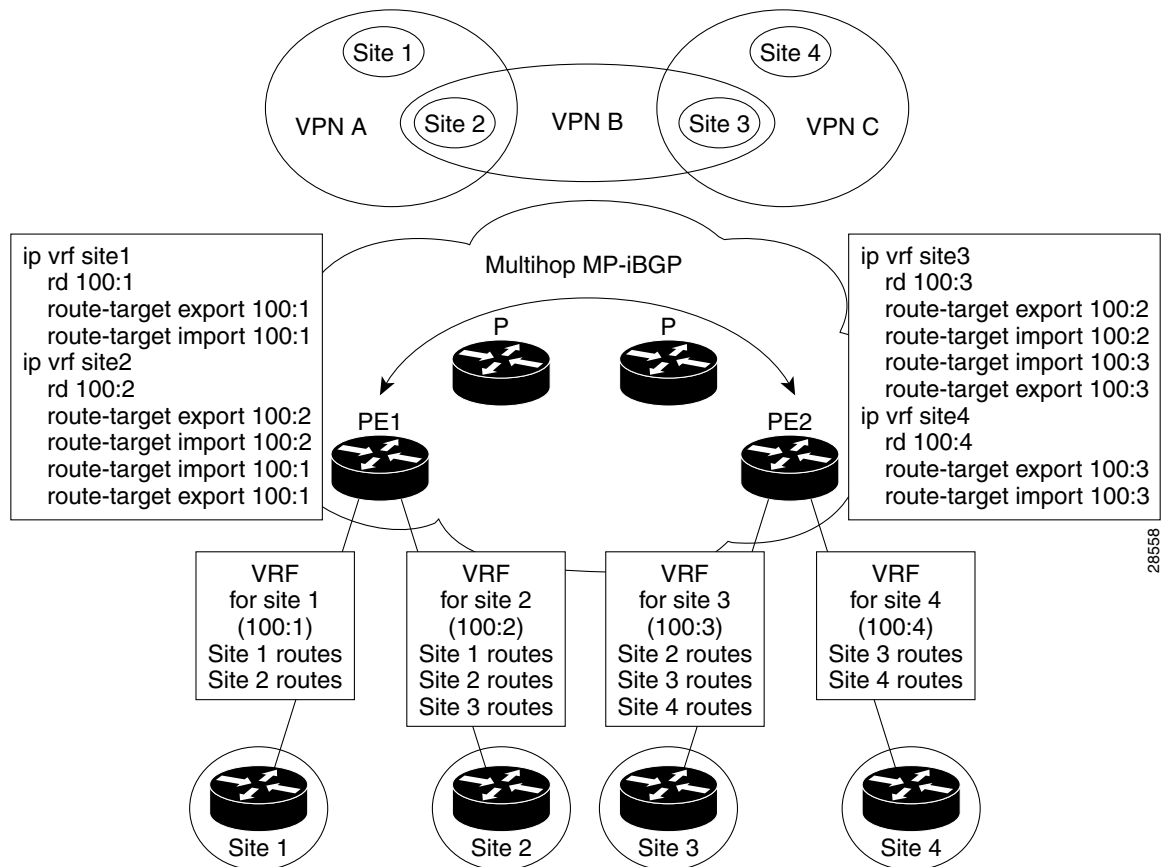 Site 1
Site 4
VPN A
Site 2
VPN B
Site 3
VPN C
ip vrf site1
rd 100:1
route-target export 100:1
route-target import 100:1
ip vrf site2
rd 100:2
route-target export 100:2
route-target import 100:2
route-target import 100:1
route-target export 100:1
Multihop MP-iBGP
P
P
PE1
PE2
ip vrf site3
rd 100:3
route-target export 100:2
route-target import 100:2
route-target import 100:3
route-target export 100:3
ip vrf site4
rd 100:4
route-target export 100:3
route-target import 100:3
28558
VRF
for site 1
(100:1)
Site 1 routes
Site 2 routes
VRF
for site 2
(100:2)
Site 1 routes
Site 2 routes
Site 3 routes
VRF
for site 3
(100:3)
Site 2 routes
Site 3 routes
Site 4 routes
VRF
for site 4
(100:4)
Site 3 routes
Site 4 routes
Site 1
Site 2
Site 3
Site 4